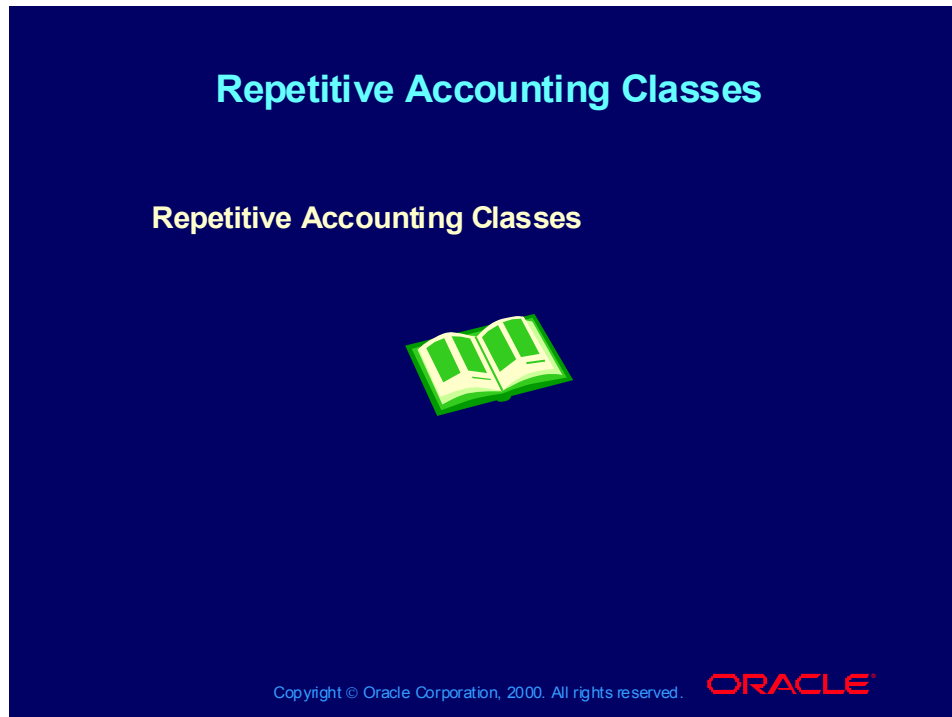 Repetitive Accounting Classes
Repetitive Accounting Classes
Copyright © Oracle Corporation, 2000. All rights reserved.
ORACLE®